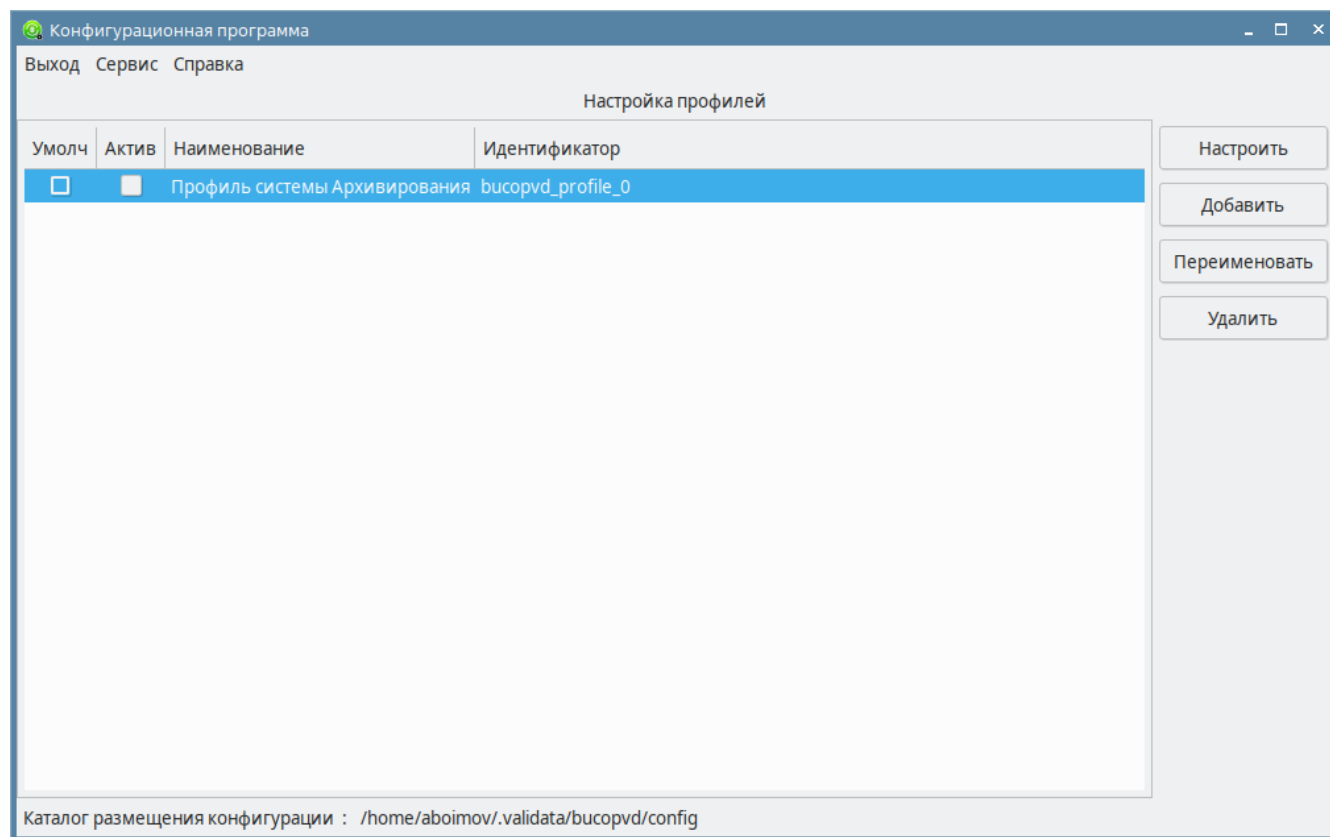 Конфигурационная программа
Выход Сервис Справка
Настройка профилей
Умолч Актив Наименование Идентификатор
Профиль системы Архивирования bucopvd_profile_0
Настроить
Добавить
Переименовать
Удалить
Каталог размещения конфигурации : /home/aboimov/.validata/bucopvd/config